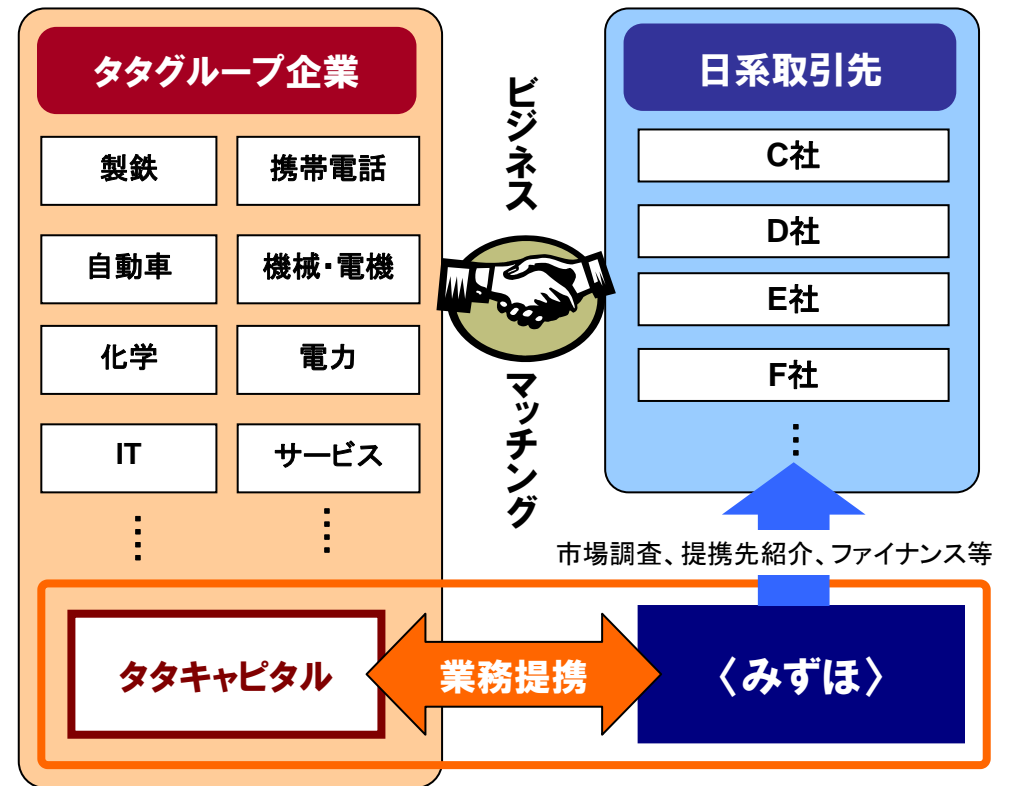 タタグループ企業
製鉄
携帯電話
自動車
機械・電機
化学
電力
IT
サービス
⋮
⋮
ビジネス
マッチング
日系取引先
C社
D社
E社
F社
⋮
市場調査、提携先紹介、ファイナンス等
タタキャピタル
業務提携
〈みずほ〉